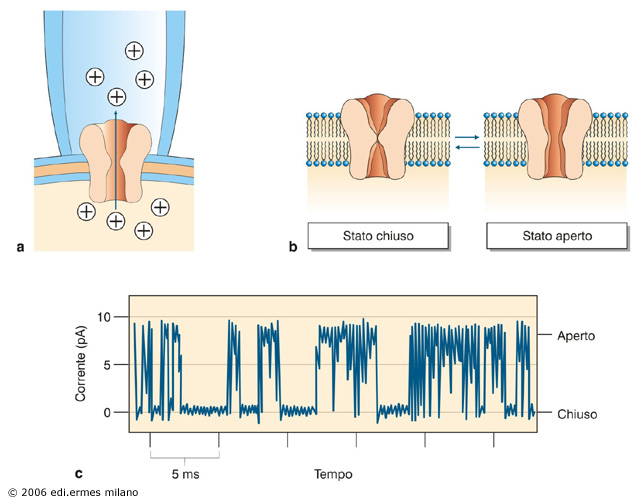 +
+
+
+
+
+
+
+
a
b
Stato chiuso
Stato aperto
Corrente (pA)
10
5
0
Aperto
Chiuso
c
5 ms
Tempo
© 2006 edi.ermes milano